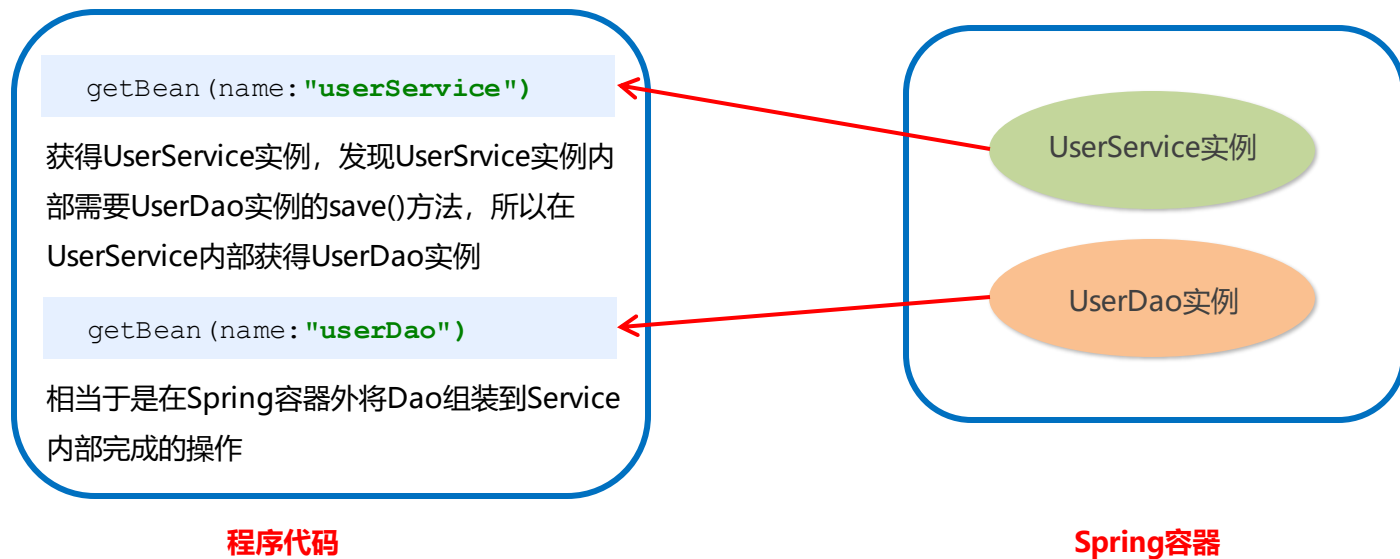 getBean(name:"userService")
获得UserService实例，发现UserSrvice实例内
部需要UserDao实例的save()方法，所以在
UserService内部获得UserDao实例
getBean(name:"userDao")
相当于是在Spring容器外将Dao组装到Service
内部完成的操作
程序代码
UserService实例
UserDao实例
Spring容器